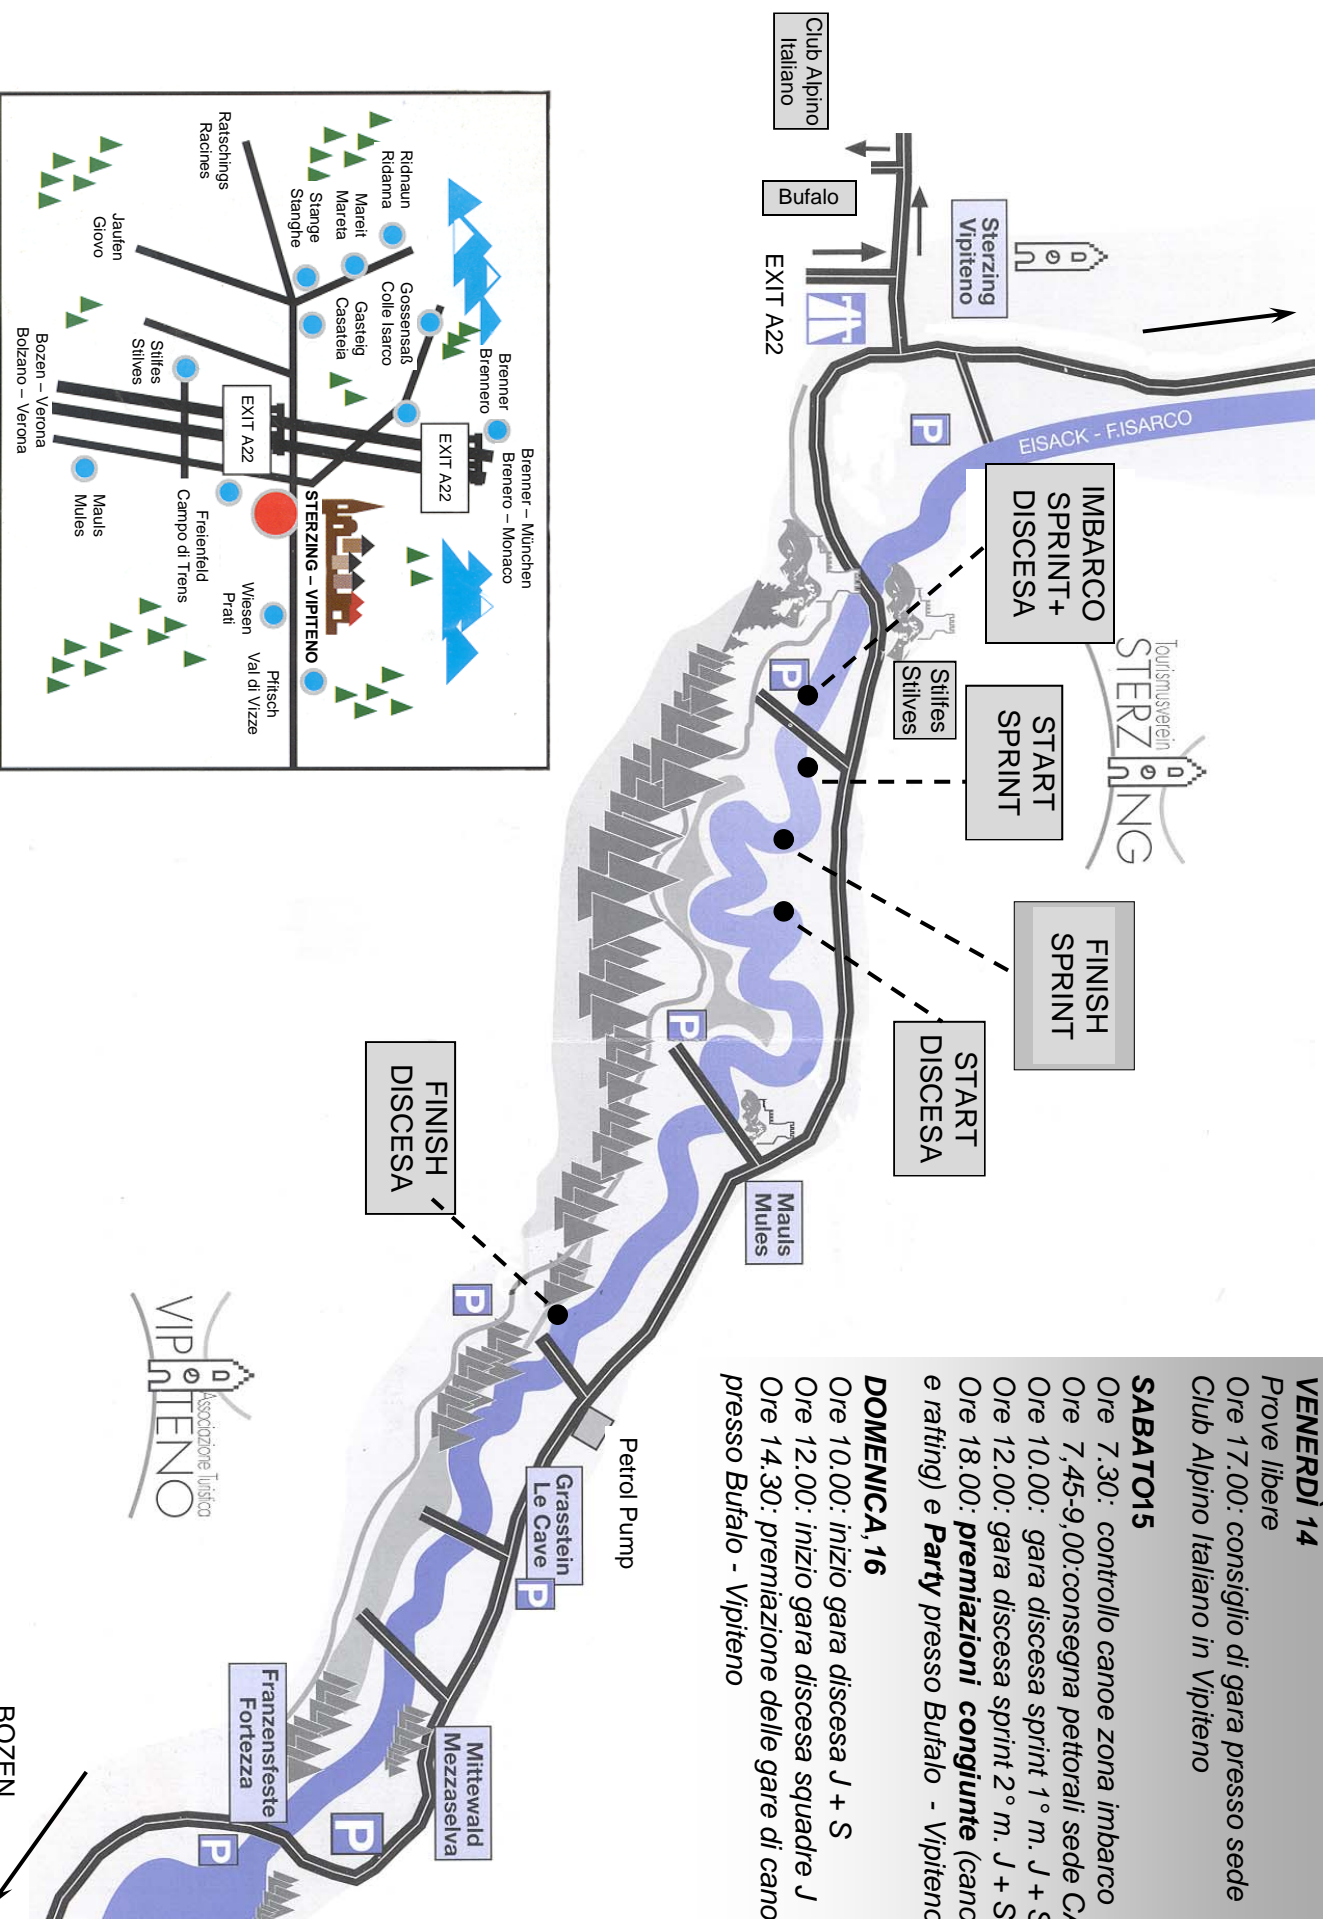 VENERDÌ 14
Prove libere
Ore 17.00: consiglio di gara presso sede
Club Alpino Italiano in Vipiteno
SABATO15
Ore 7.30: controllo canoe zona imbarco
Ore 7,45-9,00:consegna pettorali sede
Ore 10.00: gara discesa sprint 1° m. J +
Ore 12.00: gara discesa sprint 2° m. J + S
Ore 18.00: premiazioni congiunte
e rafting) e Party presso Bufalo - Vipiteno
DOMENICA,16
Ore 10.00: inizio gara discesa J + S
Ore 12.00: inizio gara discesa squadre J
Ore 14.30: premiazione delle gare di
presso Bufalo - Vipiteno
Tourismusverein
STERZING
IMBARCO
SPRINT+
DISCESA
START
SPRINT
FINISH
SPRINT
START
DISCESA
FINISH
DISCESA
EISACK - F.ISARCO
Sterzing
Vipiteno
Club Alpino
Italiano
Bufalo
EXIT A22
P
Stilfes
Stilves
P
P
Mauls
Mules
P
Petrol Pump
Grasstein
Le Cave
P
Mittewald
Mezzaselva
P
Franzensfeste
Fortezza
P
BOZEN
Associazione Turistica
VIPITENO
Brenner – München
Brenero – Monaco
Brenner
Brennero
EXIT A22
Gossensaß
Colle Isarco
Ridnaun
Ridanna
Mareit
Mareta
Stange
Stanghe
Gasteig
Casateia
Ratschings
Racines
Jaufen
Giovo
Stilfes
Stilves
EXIT A22
STERZING – VIPITENO
Pfitsch
Val di Vizze
Wiesen
Prati
Freienfeld
Campo di Trens
Mauls
Mules
Bozen – Verona
Bolzano – Verona